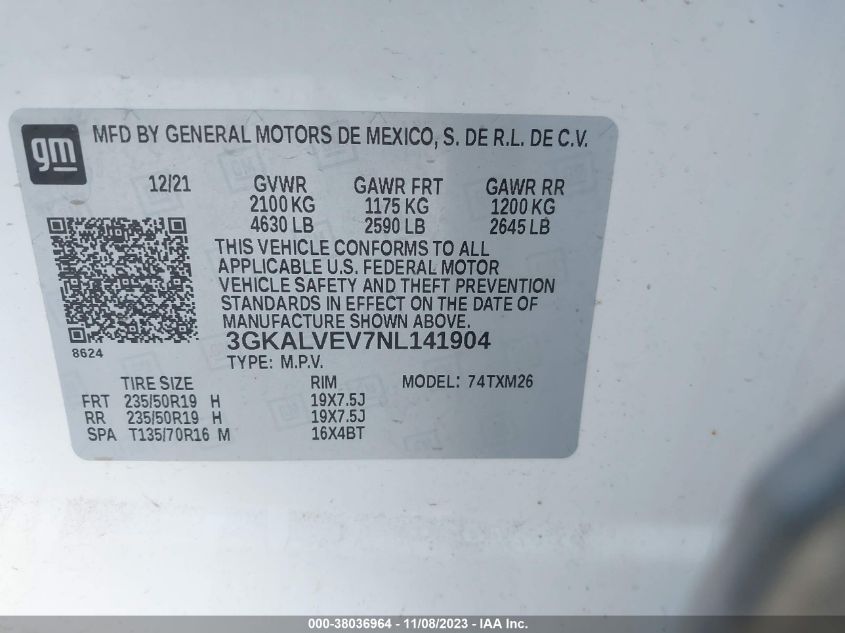 gm
MFD BY GENERAL MOTORS DE MEXICO, S. DE R.L. DE C.V.
12/21 GVWR GAWR FRT GAWR RR
2100 KG 1175 KG 1200 KG
4630 LB 2590 LB 2645 LB
THIS VEHICLE CONFORMS TO ALL
APPLICABLE U.S. FEDERAL MOTOR
VEHICLE SAFETY AND THEFT PREVENTION
STANDARDS IN EFFECT ON THE DATE OF
MANUFACTURE SHOWN ABOVE.
8624
3GKALVEV7NL141904
TYPE: M.P.V.
TIRE SIZE RIM MODEL: 74TXM26
FRT 235/50R19 H 19X7.5J
RR 235/50R19 H 19X7.5J
SPA T135/70R16 M 16X4BT
000-38036964 - 11/08/2023 - IAA Inc.